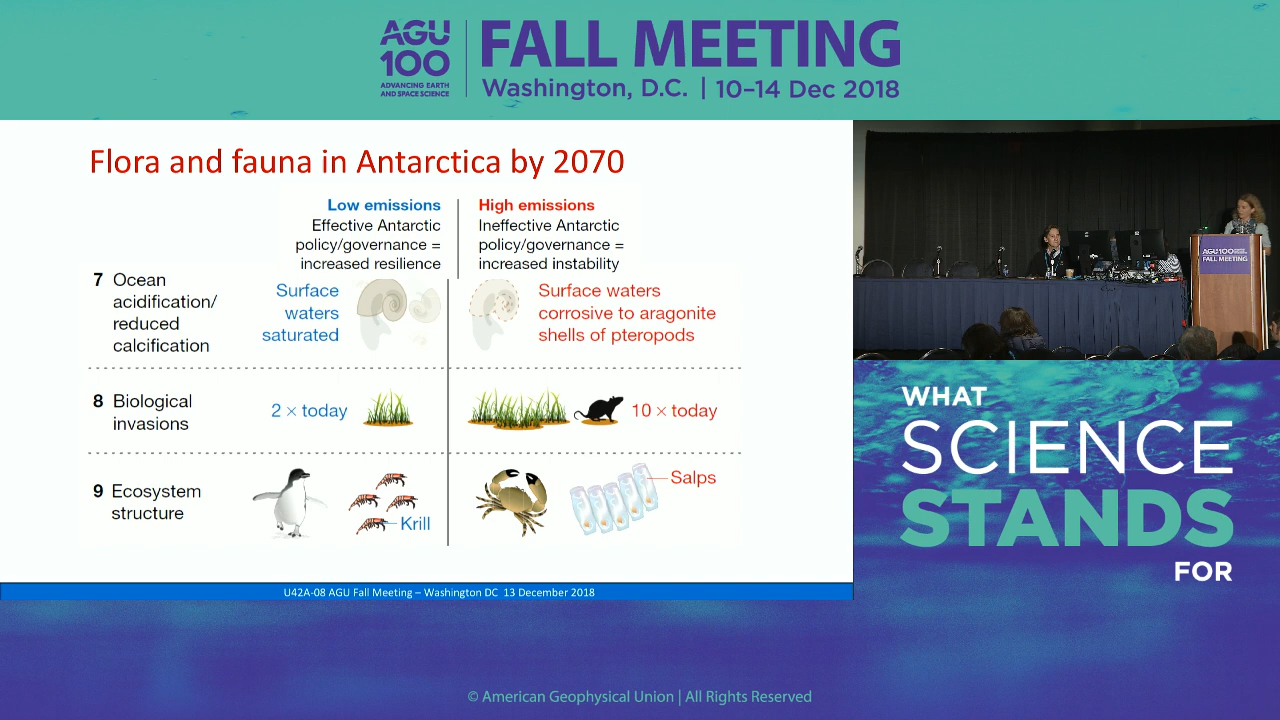 AGU
100
ADVANCING EARTH
AND SPACE SCIENCE
FALL MEETING
Washington, D.C. | 10–14 Dec 2018
Flora and fauna in Antarctica by 2070
Low emissions
Effective Antarctic
policy/governance =
increased resilience
High emissions
Ineffective Antarctic
policy/governance =
increased instability
7 Ocean
acidification/
reduced
calcification
Surface
waters
saturated
Surface waters
corrosive to aragonite
shells of pteropods
8 Biological
invasions
2 × today
10 × today
9 Ecosystem
structure
Krill
Salps
U42A-08 AGU Fall Meeting – Washington DC 13 December 2018
AGU100
FALL MEETING
WHAT
SCIENCE
STANDS
FOR
© American Geophysical Union | All Rights Reserved